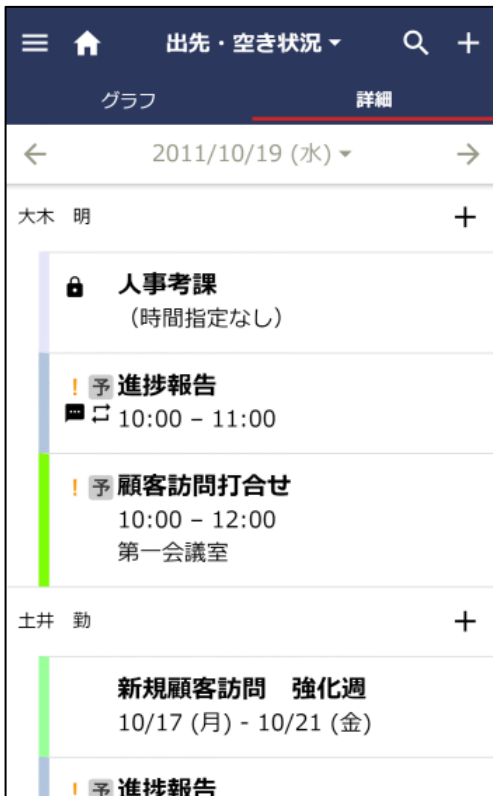 出先・空き状況
グラフ
詳細
2011/10/19 (水)
大木　明
人事考課
（時間指定なし）
! 予 進捗報告
10:00 – 11:00
! 予 顧客訪問打合せ
10:00 – 12:00
第一会議室
土井　勤
新規顧客訪問　強化週
10/17 (月) - 10/21 (金)
! 予 進捗報告